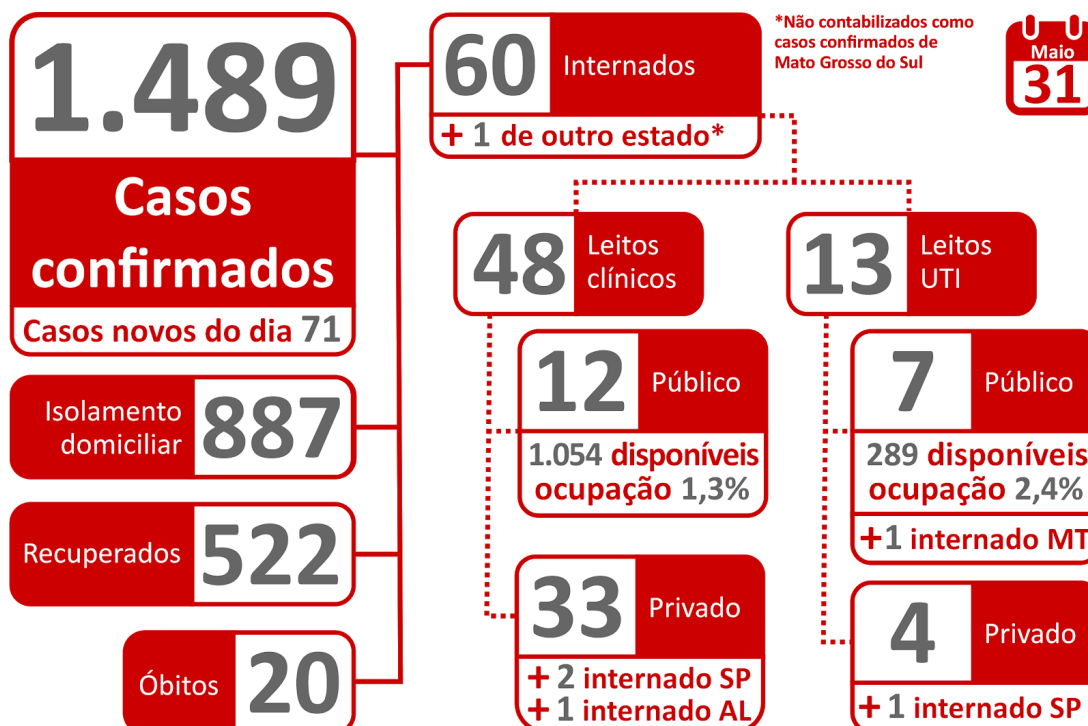 1.489
Casos
confirmados
Casos novos do dia 71
Isolamento
domiciliar
887
Recuperados
522
Óbitos
20
60
Internados
+ 1 de outro estado*
*Não contabilizados como
casos confirmados de
Mato Grosso do Sul
Maio
31
48
Leitos
clínicos
12
Público
1.054 disponíveis
ocupação 1,3%
33
Privado
+ 2 internado SP
+ 1 internado AL
13
Leitos
UTI
7
Público
289 disponíveis
ocupação 2,4%
+1 internado MT
4
Privado
+1 internado SP